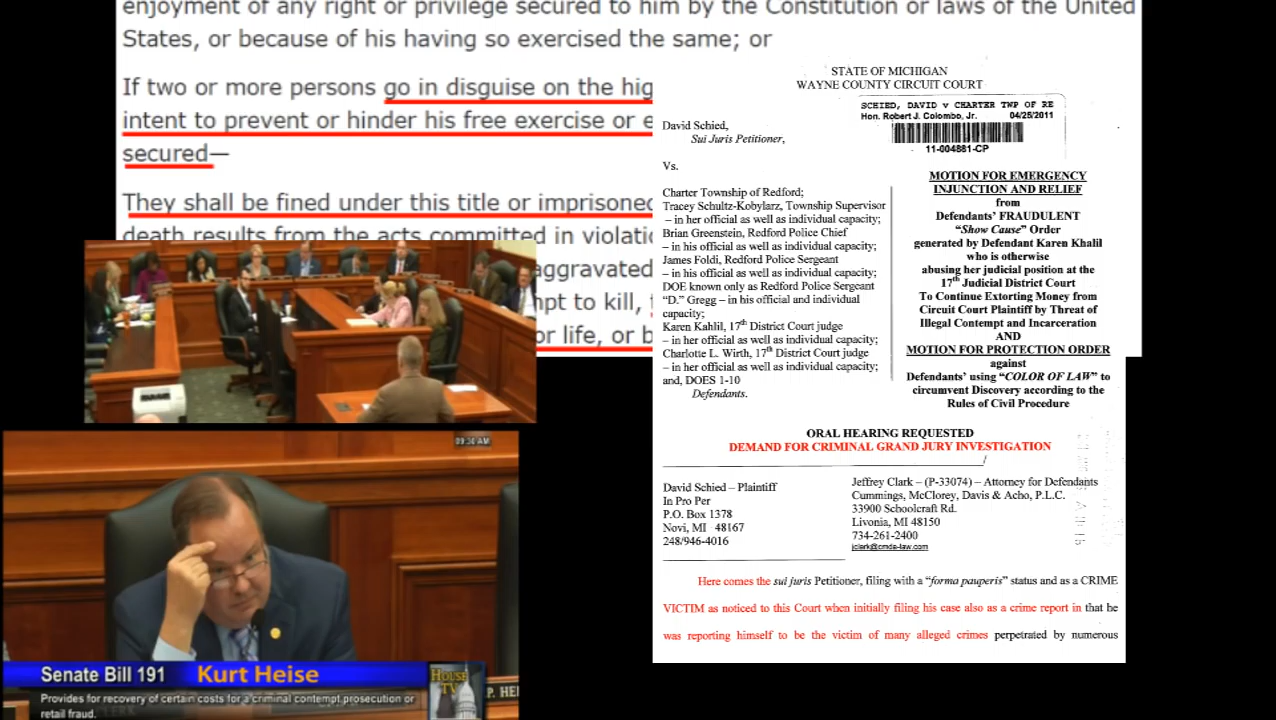 enjoyment of any right or privilege secured to him by the Constitution or laws of the United
States, or because of his having so exercised the same; or
If two or more persons go in disguise on the hig
intent to prevent or hinder his free exercise or e
secured—
They shall be fined under this title or imprisoned
death results from the acts committed in violati
aggravated
pt to kill,
or life, or b
STATE OF MICHIGAN
WAYNE COUNTY CIRCUIT COURT
SCHIED, DAVID v CHARTER TWP OF RE
Hon. Robert J. Colombo, Jr. 04/25/2011
11-004881-CP
David Schied,
Sui Juris Petitioner,
Vs.
Charter Township of Redford;
Tracey Schultz-Kobylarz, Township Supervisor
– in her official as well as individual capacity;
Brian Greenstein, Redford Police Chief
– in his official as well as individual capacity;
James Foldi, Redford Police Sergeant
– in his official as well as individual capacity;
DOE known only as Redford Police Sergeant
“D.” Gregg – in his official and individual
capacity;
Karen Kahlil, 17th District Court judge
– in her official as well as individual capacity;
Charlotte L. Wirth, 17th District Court judge
– in her official as well as individual capacity;
and, DOES 1-10
Defendants.
MOTION FOR EMERGENCY
INJUNCTION AND RELIEF
from
Defendants' FRAUDULENT
“Show Cause” Order
generated by Defendant Karen Khalil
who is otherwise
abusing her judicial position at the
17th Judicial District Court
To Continue Extorting Money from
Circuit Court Plaintiff by Threat of
Illegal Contempt and Incarceration
AND
MOTION FOR PROTECTION ORDER
against
Defendants' using “COLOR OF LAW” to
circumvent Discovery according to the
Rules of Civil Procedure
ORAL HEARING REQUESTED
DEMAND FOR CRIMINAL GRAND JURY INVESTIGATION
David Schied – Plaintiff
In Pro Per
P.O. Box 1378
Novi, MI 48167
248/946-4016
Jeffrey Clark – (P-33074) – Attorney for Defendants
Cummings, McClorey, Davis & Acho, P.L.C.
33900 Schoolcraft Rd.
Livonia, MI 48150
734-261-2400
jclark@cmda-law.com
Here comes the sui juris Petitioner, filing with a “forma pauperis” status and as a CRIME
VICTIM as noticed to this Court when initially filing his case also as a crime report in that he
was reporting himself to be the victim of many alleged crimes perpetrated by numerous
09:30 AM
Senate Bill 191 Kurt Heise
Provides for recovery of certain costs for a criminal contempt prosecution or
retail fraud.
HOUSE
TV
P. HE